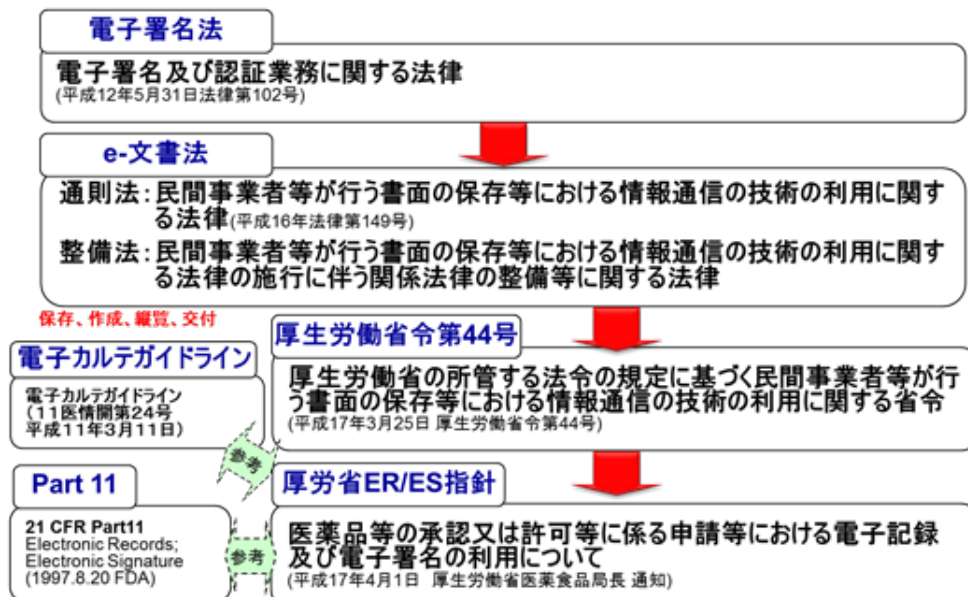 電子署名法
電子署名及び認証業務に関する法律
(平成12年5月31日法律第102号)
e-文書法
通則法：民間事業者等が行う書面の保存等における情報通信の技術の利用に関す
る法律(平成16年法律第149号)
整備法：民間事業者等が行う書面の保存等における情報通信の技術の利用に関す
る法律の施行に伴う関係法律の整備等に関する法律
保存、作成、縦覧、交付
厚生労働省令第44号
厚生労働省の所管する法令の規定に基づく民間事業者等が行
う書面の保存等における情報通信の技術の利用に関する省令
(平成17年3月25日 厚生労働省令第44号)
電子カルテガイドライン
電子カルテガイドライン
（11医情開第24号
平成11年3月11日）
参考
厚労省ER/ES指針
医薬品等の承認又は許可等に係る申請等における電子記録
及び電子署名の利用について
(平成17年4月1日 厚生労働省医薬食品局長 通知)
Part 11
21 CFR Part11
Electronic Records;
Electronic Signature
(1997.8.20 FDA)
参考